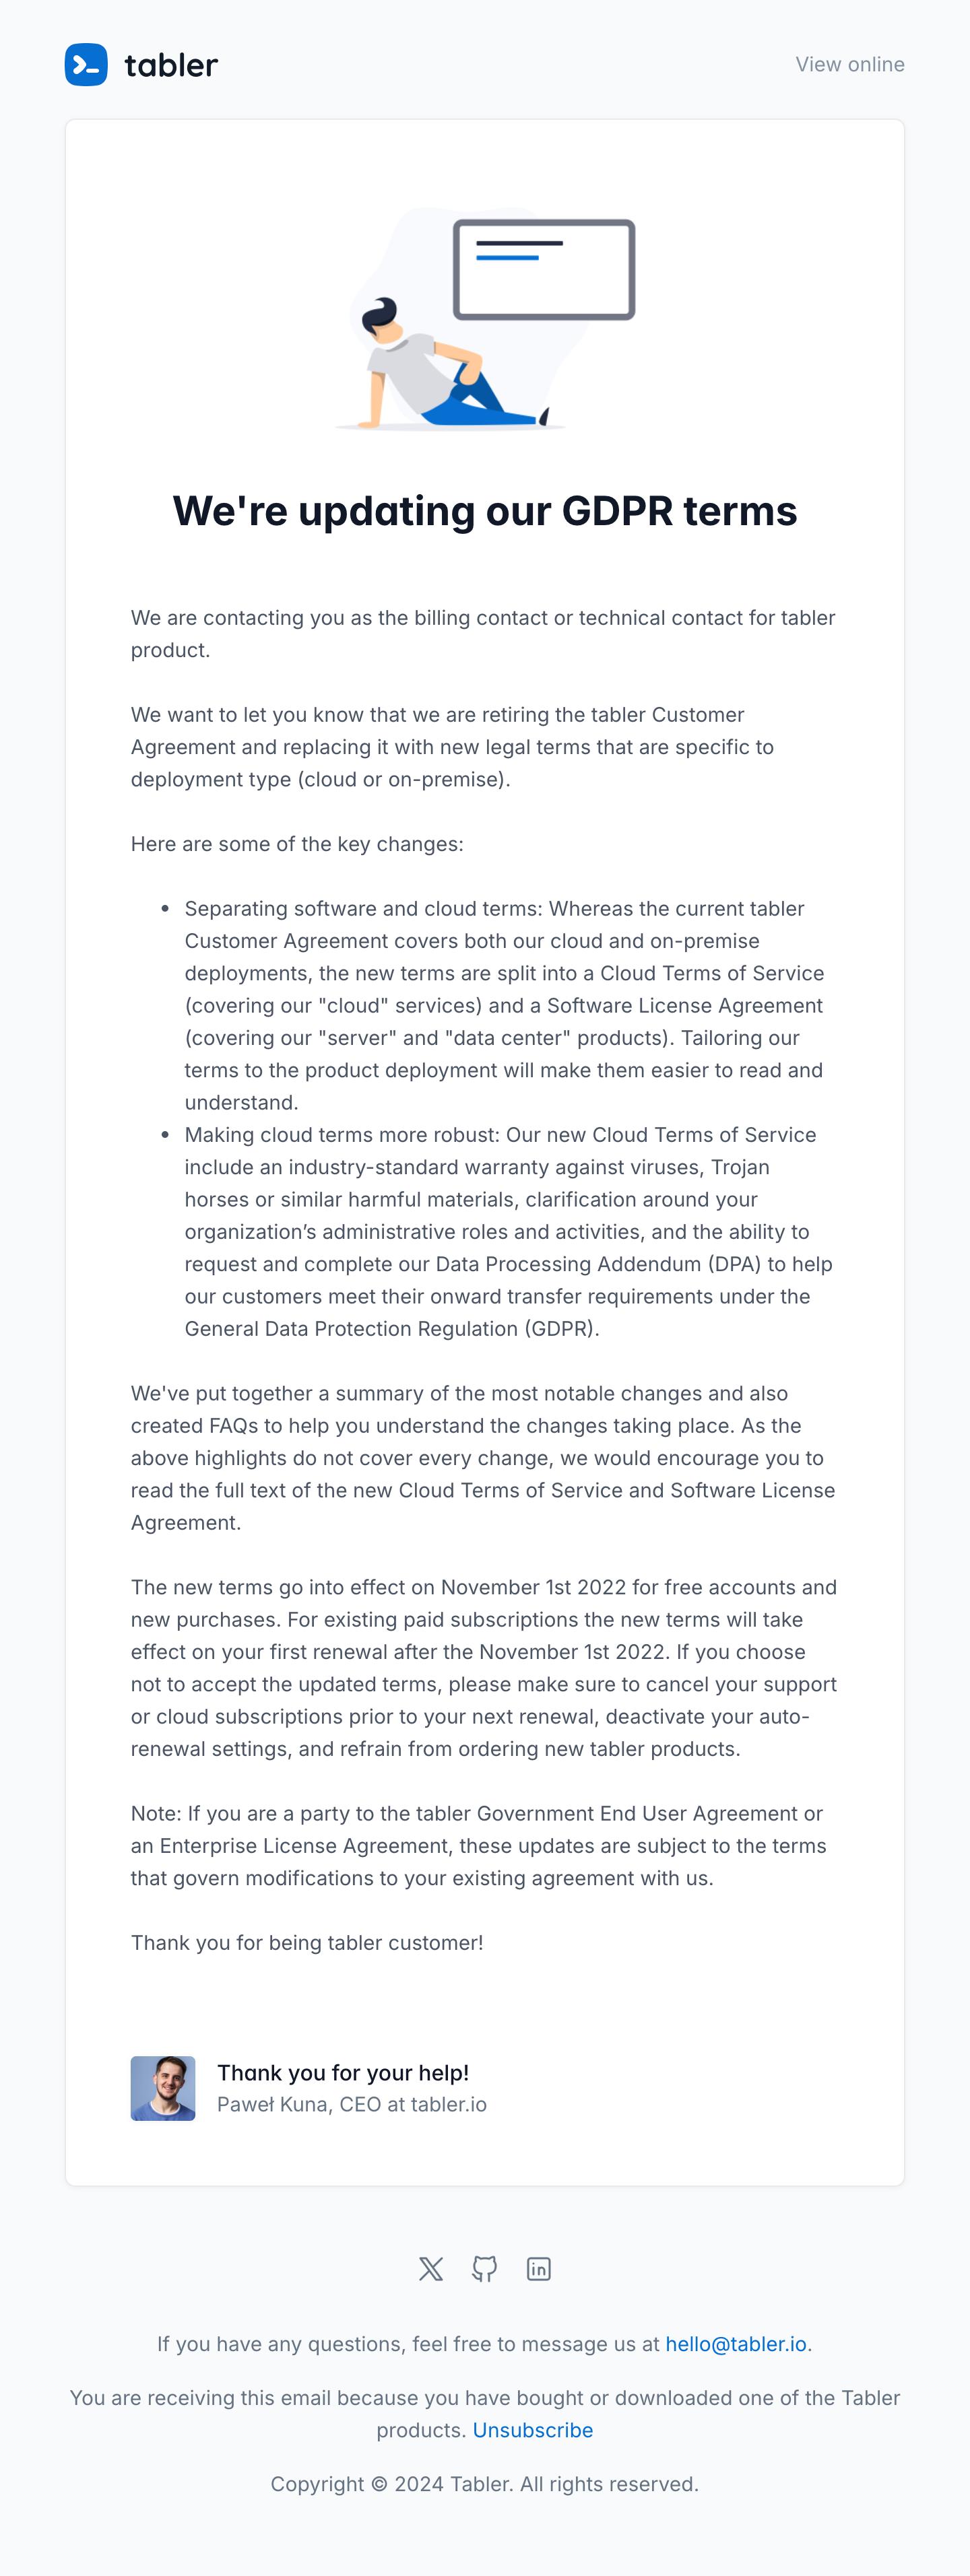 tabler
View online
We're updating our GDPR terms
We are contacting you as the billing contact or technical contact for tabler
product.
We want to let you know that we are retiring the tabler Customer
Agreement and replacing it with new legal terms that are specific to
deployment type (cloud or on-premise).
Here are some of the key changes:
• Separating software and cloud terms: Whereas the current tabler
Customer Agreement covers both our cloud and on-premise
deployments, the new terms are split into a Cloud Terms of Service
(covering our "cloud" services) and a Software License Agreement
(covering our "server" and "data center" products). Tailoring our
terms to the product deployment will make them easier to read and
understand.
• Making cloud terms more robust: Our new Cloud Terms of Service
include an industry-standard warranty against viruses, Trojan
horses or similar harmful materials, clarification around your
organization’s administrative roles and activities, and the ability to
request and complete our Data Processing Addendum (DPA) to help
our customers meet their onward transfer requirements under the
General Data Protection Regulation (GDPR).
We've put together a summary of the most notable changes and also
created FAQs to help you understand the changes taking place. As the
above highlights do not cover every change, we would encourage you to
read the full text of the new Cloud Terms of Service and Software License
Agreement.
The new terms go into effect on November 1st 2022 for free accounts and
new purchases. For existing paid subscriptions the new terms will take
effect on your first renewal after the November 1st 2022. If you choose
not to accept the updated terms, please make sure to cancel your support
or cloud subscriptions prior to your next renewal, deactivate your auto-
renewal settings, and refrain from ordering new tabler products.
Note: If you are a party to the tabler Government End User Agreement or
an Enterprise License Agreement, these updates are subject to the terms
that govern modifications to your existing agreement with us.
Thank you for being tabler customer!
Thank you for your help!
Paweł Kuna, CEO at tabler.io
If you have any questions, feel free to message us at hello@tabler.io.
You are receiving this email because you have bought or downloaded one of the Tabler
products. Unsubscribe
Copyright © 2024 Tabler. All rights reserved.